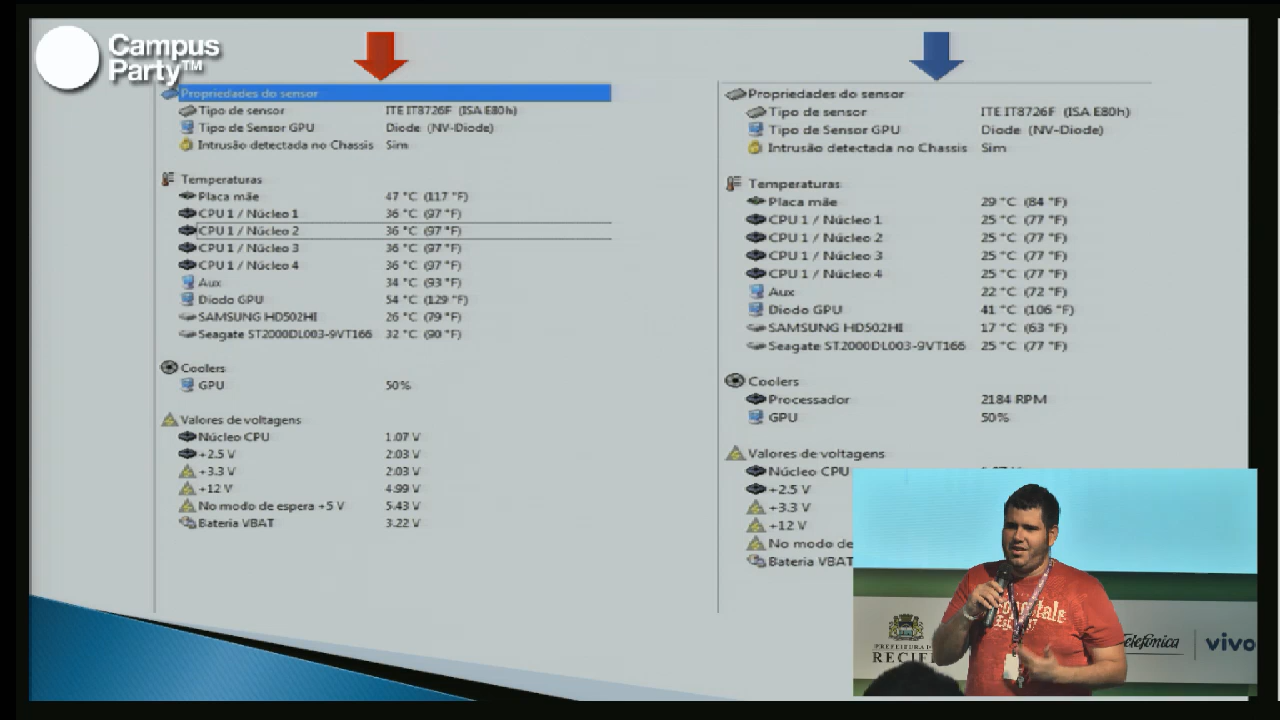 Campus
Party™
Propriedades do sensor
Tipo de sensor ITE IT8726F (ISA E80h)
Tipo de Sensor GPU Diode (NV-Diode)
Intrusão detectada no Chassis Sim
Temperaturas
Placa mãe 47 °C (117 °F)
CPU 1 / Núcleo 1 36 °C (97 °F)
CPU 1 / Núcleo 2 36 °C (97 °F)
CPU 1 / Núcleo 3 36 °C (97 °F)
CPU 1 / Núcleo 4 36 °C (97 °F)
Aux 34 °C (93 °F)
Diodo GPU 54 °C (129 °F)
SAMSUNG HD502HI 26 °C (79 °F)
Seagate ST2000DL003-9VT166 32 °C (90 °F)
Coolers
GPU 50%
Valores de voltagens
Núcleo CPU 1.07 V
+2.5 V 2.03 V
+3.3 V 2.03 V
+12 V 4.99 V
No modo de espera +5 V 5.43 V
Bateria VBAT 3.22 V
Propriedades do sensor
Tipo de sensor ITE IT8726F (ISA E80h)
Tipo de Sensor GPU Diode (NV-Diode)
Intrusão detectada no Chassis Sim
Temperaturas
Placa mãe 29 °C (84 °F)
CPU 1 / Núcleo 1 25 °C (77 °F)
CPU 1 / Núcleo 2 25 °C (77 °F)
CPU 1 / Núcleo 3 25 °C (77 °F)
CPU 1 / Núcleo 4 25 °C (77 °F)
Aux 22 °C (72 °F)
Diodo GPU 41 °C (106 °F)
SAMSUNG HD502HI 17 °C (63 °F)
Seagate ST2000DL003-9VT166 25 °C (77 °F)
Coolers
Processador 2184 RPM
GPU 50%
Valores de voltagens
Núcleo CPU
+2.5 V
+3.3 V
+12 V
No modo de
Bateria VBAT
PREFEITURA
RECIF
Telefónica
vivo